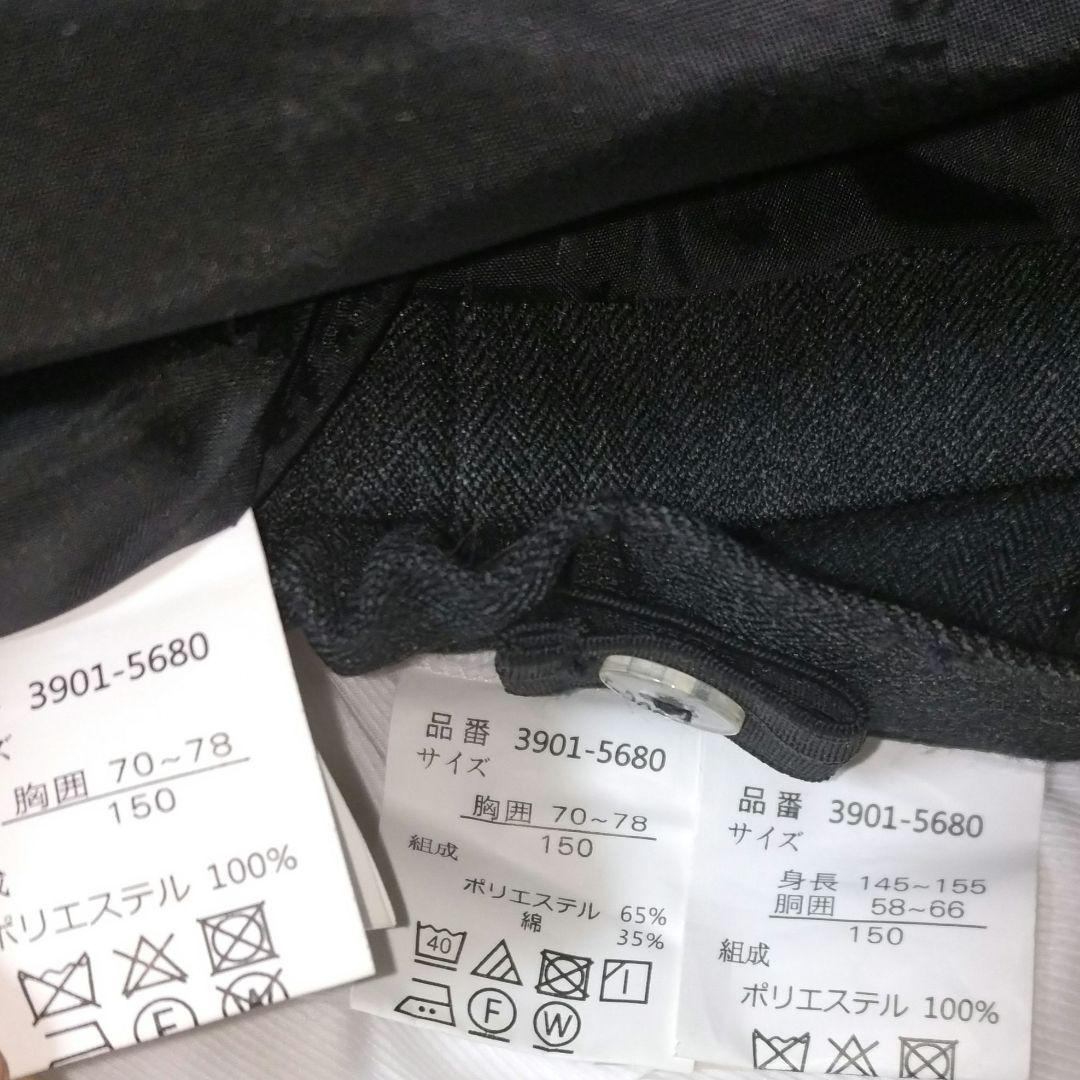 3901-5680
ズ
胸囲 70~78
150
成
ポリエステル 100%
品番 3901-5680
サイズ
胸囲 70~78
150
組成
ポリエステル 65%
綿 35%
40
F
W
品番 3901-5680
サイズ
身長 145~155
胴囲 58~66
150
組成
ポリエステル 100%